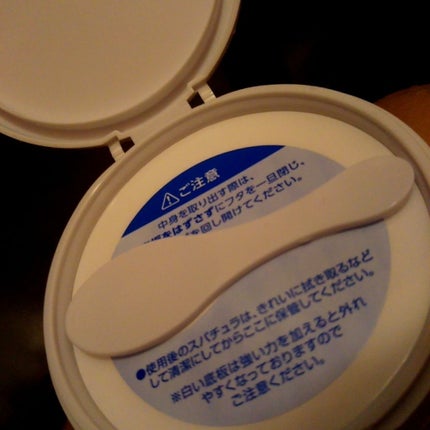 ⚠ご注意
中身を取り出す際は、
をはずさずにフタを一旦閉じ、
を回し開けてください。
●使用後のスパチュラは、きれいに拭き取るなど
して清潔にしてからここに保管してください。
※白い底板は強い力を加えると外れ
やすくなっておりますので
ご注意ください。